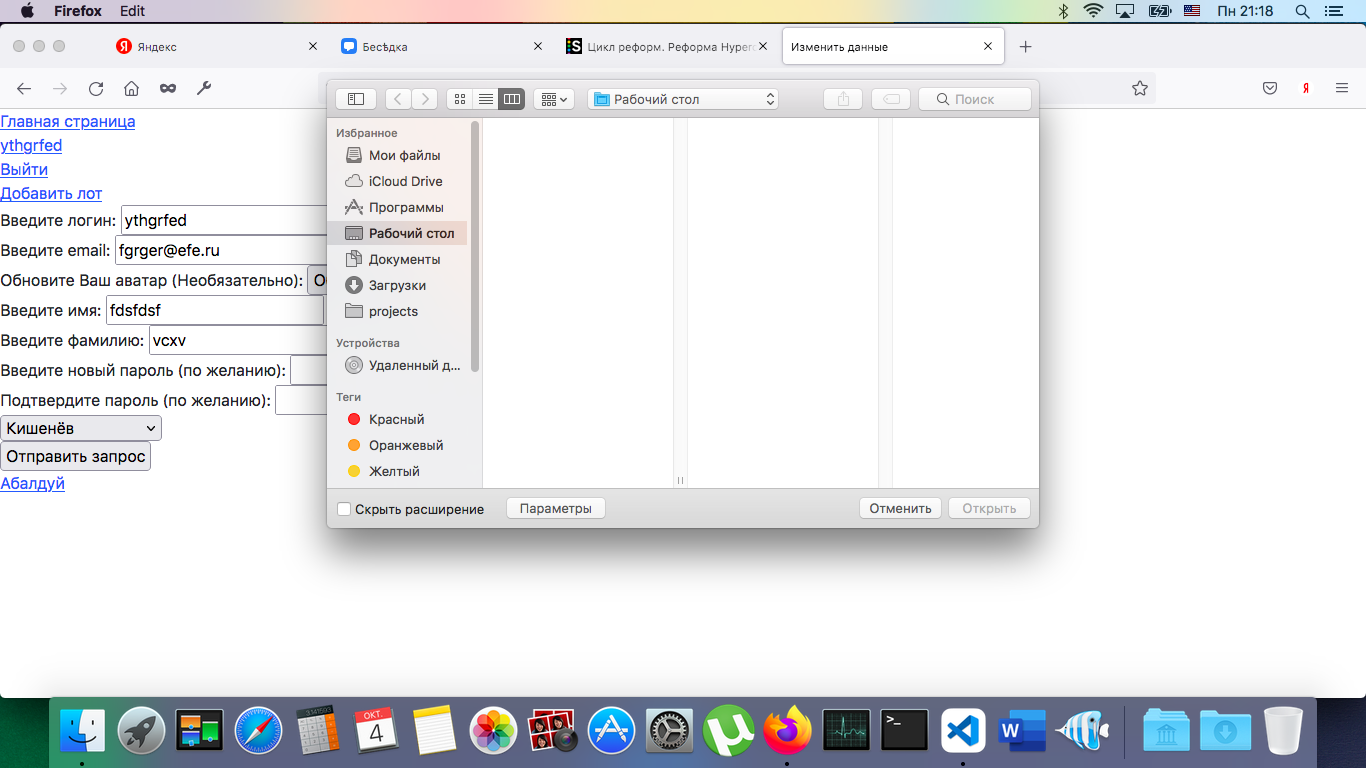 Firefox Edit Пн 21:18
Яндекс
Бесѣдка
Цикл реформ. Реформа Hyper
Изменить данные
Главная страница
ythgrfed
Выйти
Добавить лот
Введите логин: ythgrfed
Введите email: fgrger@efe.ru
Обновите Ваш аватар (Необязательно):
Введите имя: fdsfdsf
Введите фамилию: vcxv
Введите новый пароль (по желанию):
Подтвердите пароль (по желанию):
Кишенёв
Отправить запрос
Абалдуй
Рабочий стол
Поиск
Избранное
Мои файлы
iCloud Drive
Программы
Рабочий стол
Документы
Загрузки
projects
Устройства
Удаленный д...
Теги
Красный
Оранжевый
Желтый
Скрыть расширение
Параметры
Отменить
Открыть
ОКТ.
4